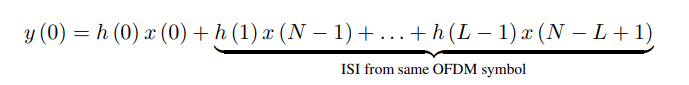 y (0) = h (0) x (0) + h (1) x (N − 1) + . . . + h (L − 1) x (N − L + 1)
ISI from same OFDM symbol